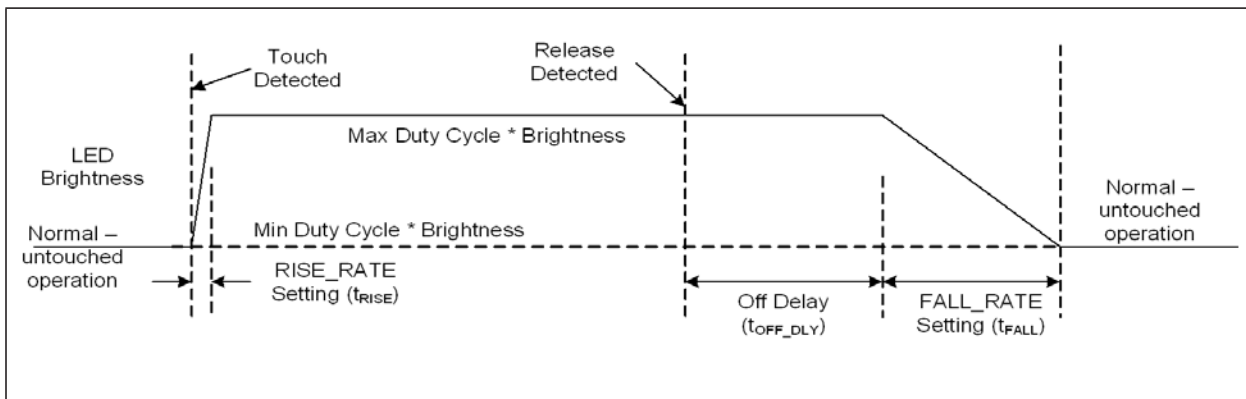 Touch
Detected
Release
Detected
Max Duty Cycle * Brightness
LED
Brightness
Normal –
untouched
operation
Min Duty Cycle * Brightness
Normal –
untouched
operation
RISE_RATE
Setting (tRISE)
Off Delay
(tOFF_DLY)
FALL_RATE
Setting (tFALL)